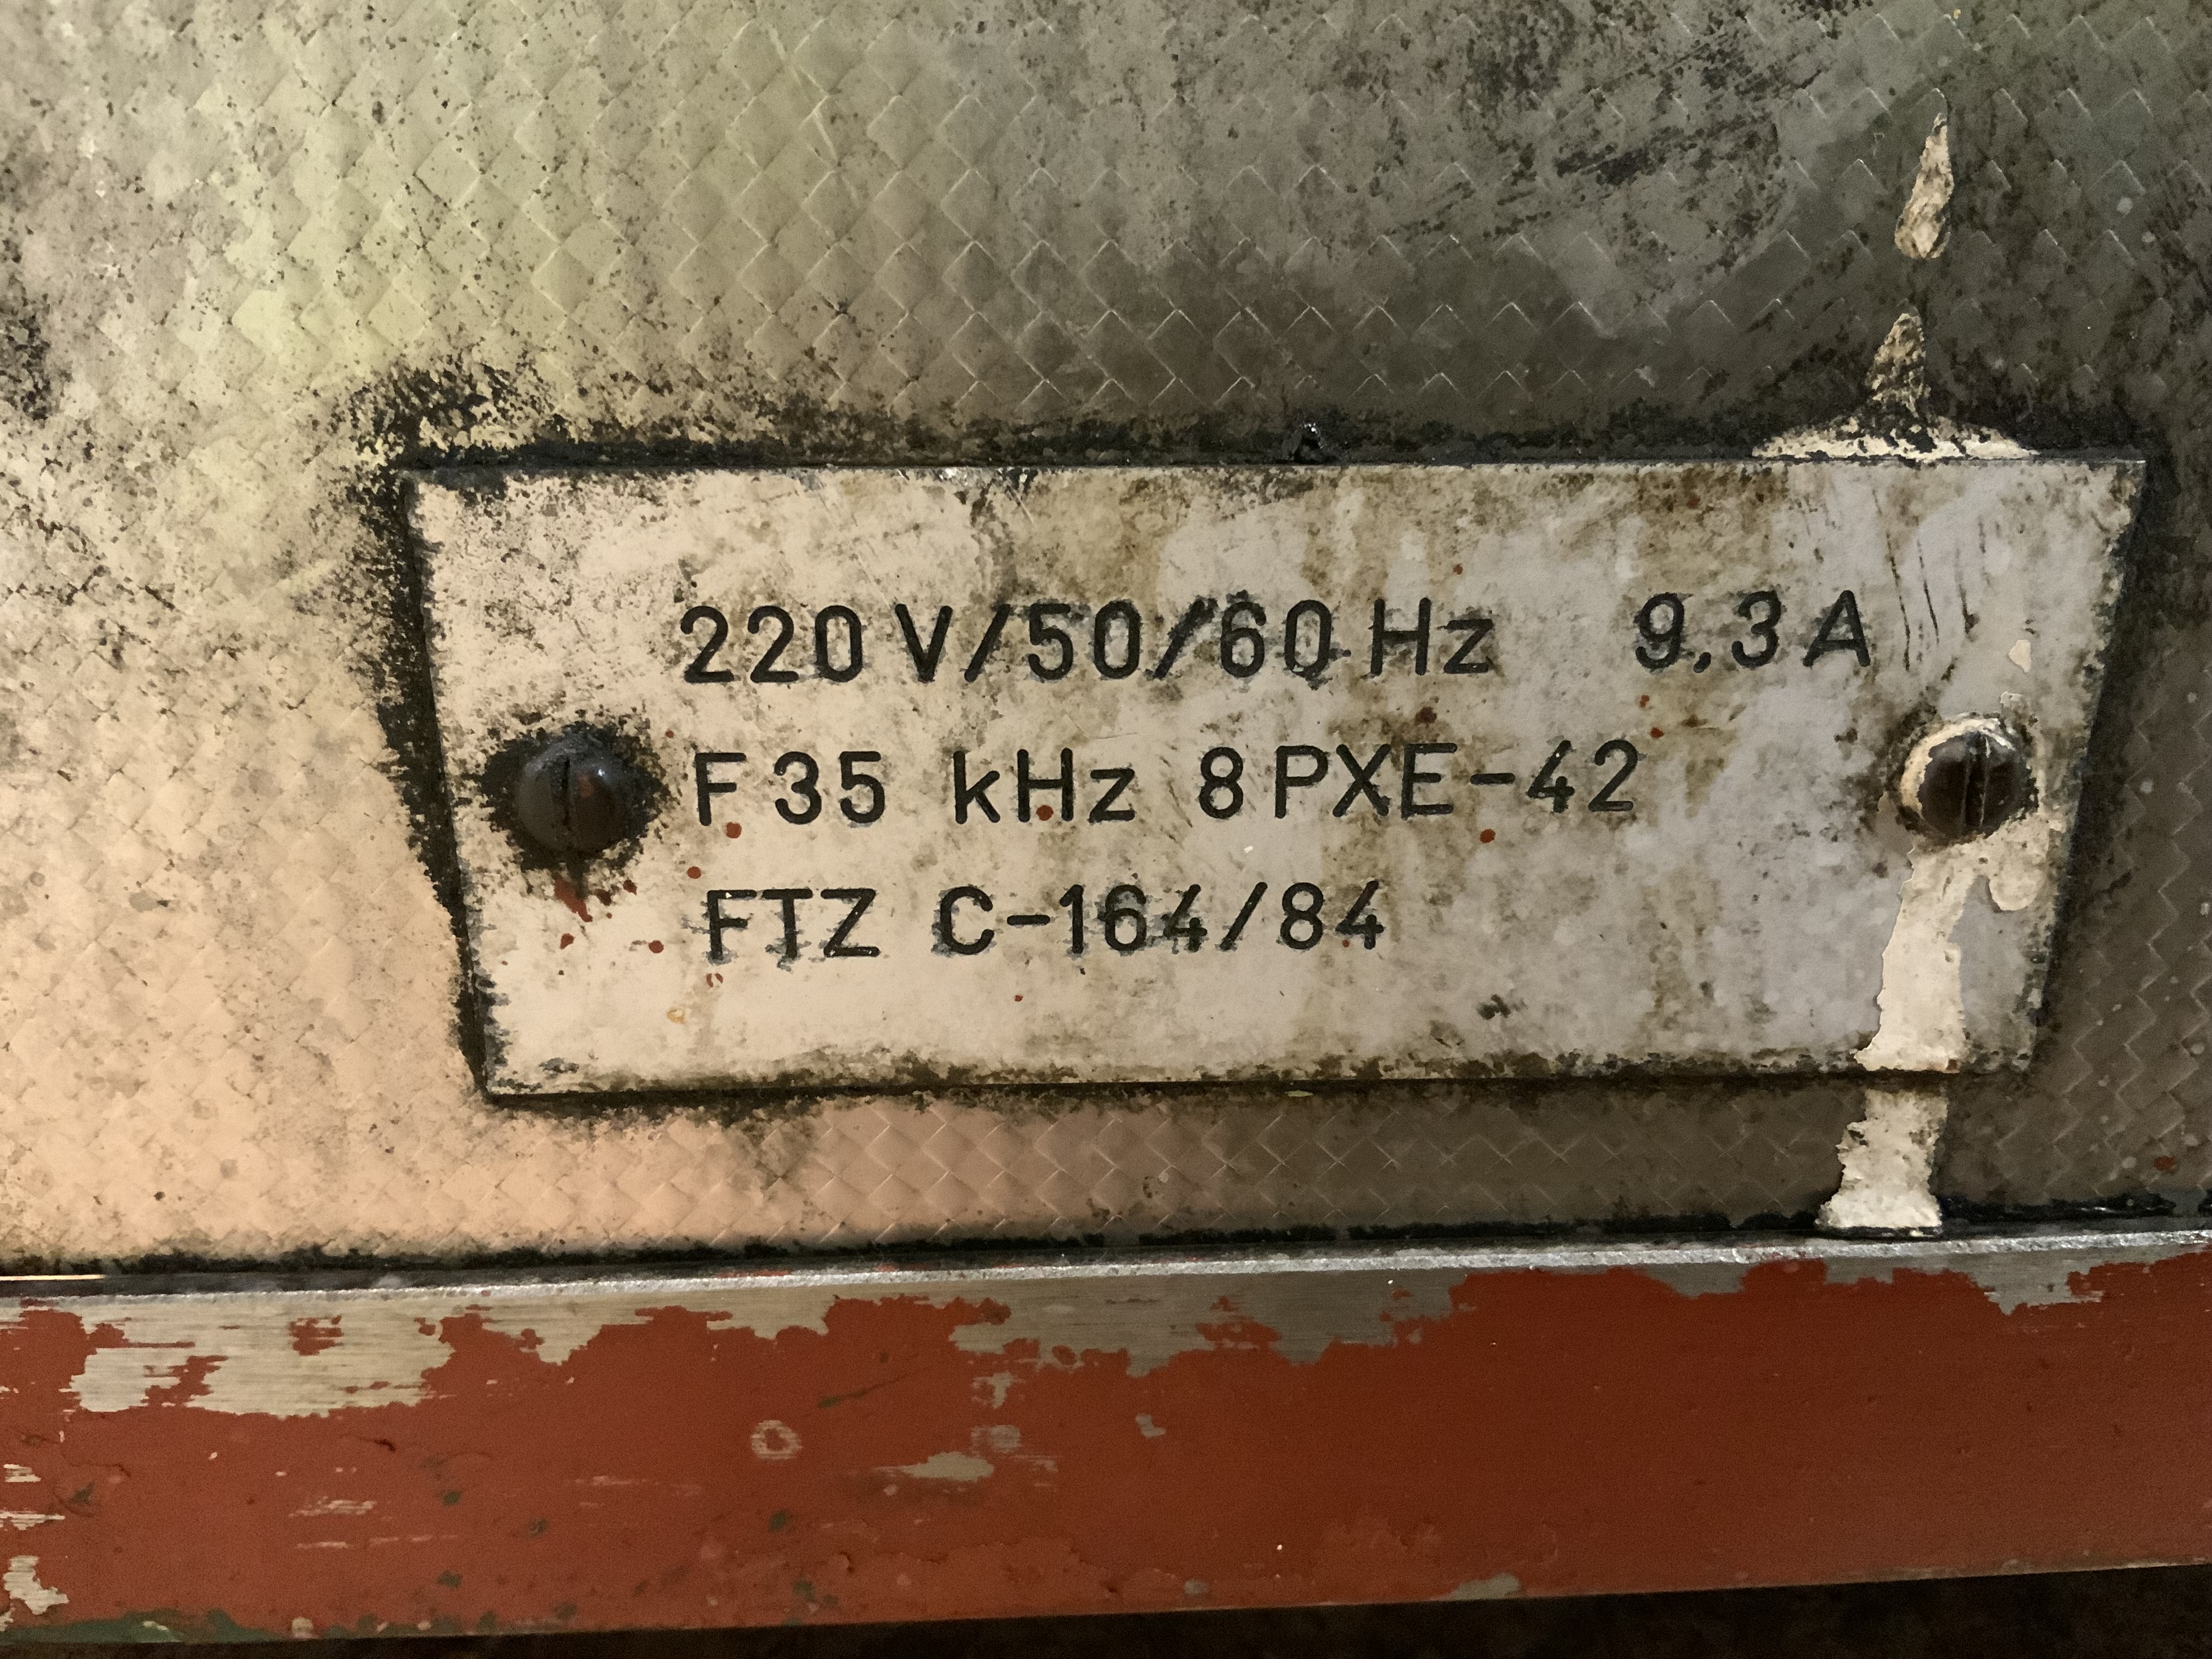 220 V/50/60 Hz 9.3 A
F 35 kHz 8 PXE-42
FTZ C-164/84